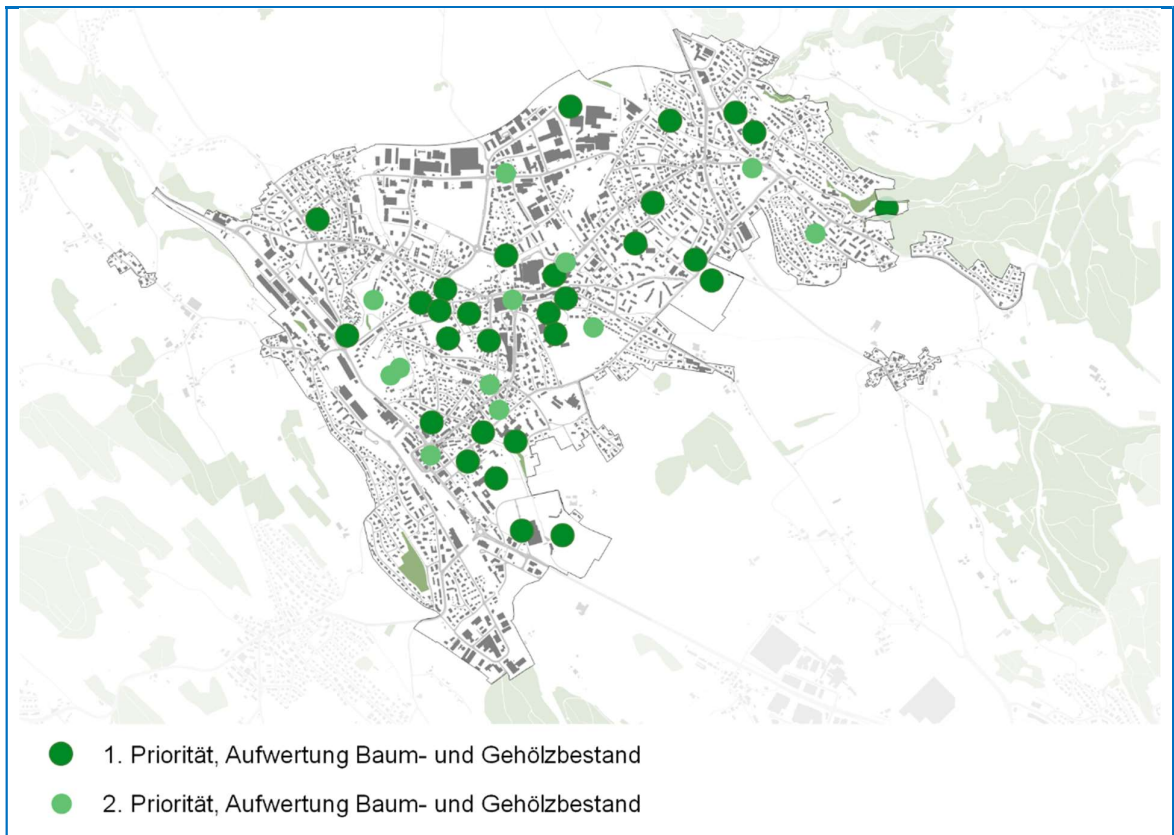 1. Priorität, Aufwertung Baum- und Gehölzbestand
2. Priorität, Aufwertung Baum- und Gehölzbestand